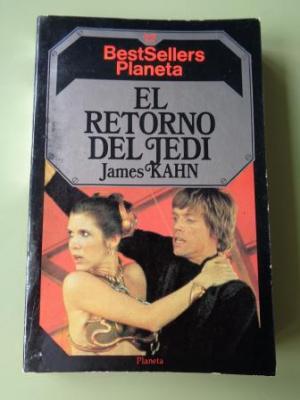 BestSellers
Planeta
EL
RETORNO
DEL JEDI
James KAHN
Planeta